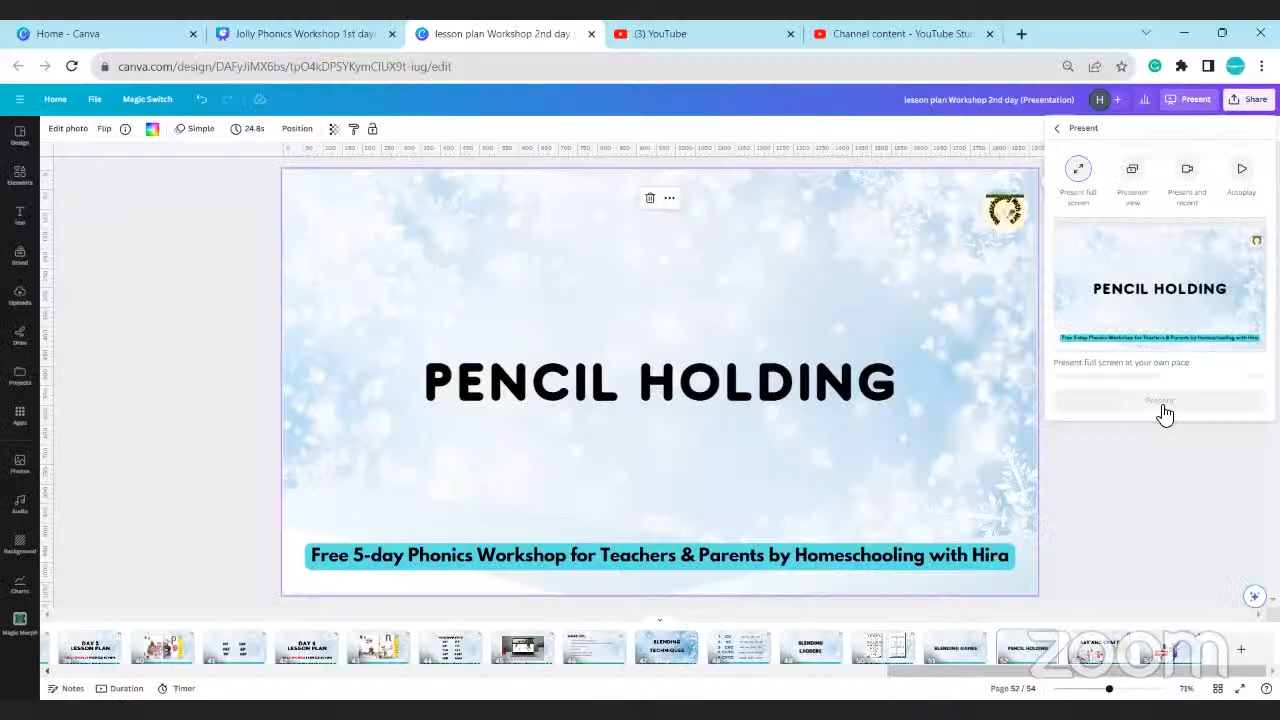 Home - Canva
Jolly Phonics Workshop 1st day
lesson plan Workshop 2nd day
(3) YouTube
Channel content - YouTube Stu
canva.com/design/DAFyJiMX6bs/tpO4kDPSYKymCIUX9t-iug/edit
Home File Magic Switch
lesson plan Workshop 2nd day (Presentation) H + Present Share
Edit photo Flip Simple 24.8s Position
Present
Present full screen
Presenter view
Present and record
Autoplay
Design
Elements
Text
Brand
Uploads
Draw
Projects
Apps
Photos
Audio
Background
Charts
Magic Morph
PENCIL HOLDING
Free 5-day Phonics Workshop for Teachers & Parents by Homeschooling with Hira
PENCIL HOLDING
Free 5-day Phonics Workshop for Teachers & Parents by Homeschooling with Hira
Present full screen at your own pace
Present
LESSON PLAN
LESSON PLAN
BLENDING TECHNIQUES
BLENDING LADDERS
BLENDING GAMES
PENCIL HOLDING
zoom
Notes Duration Timer
Page 52 / 54 71%